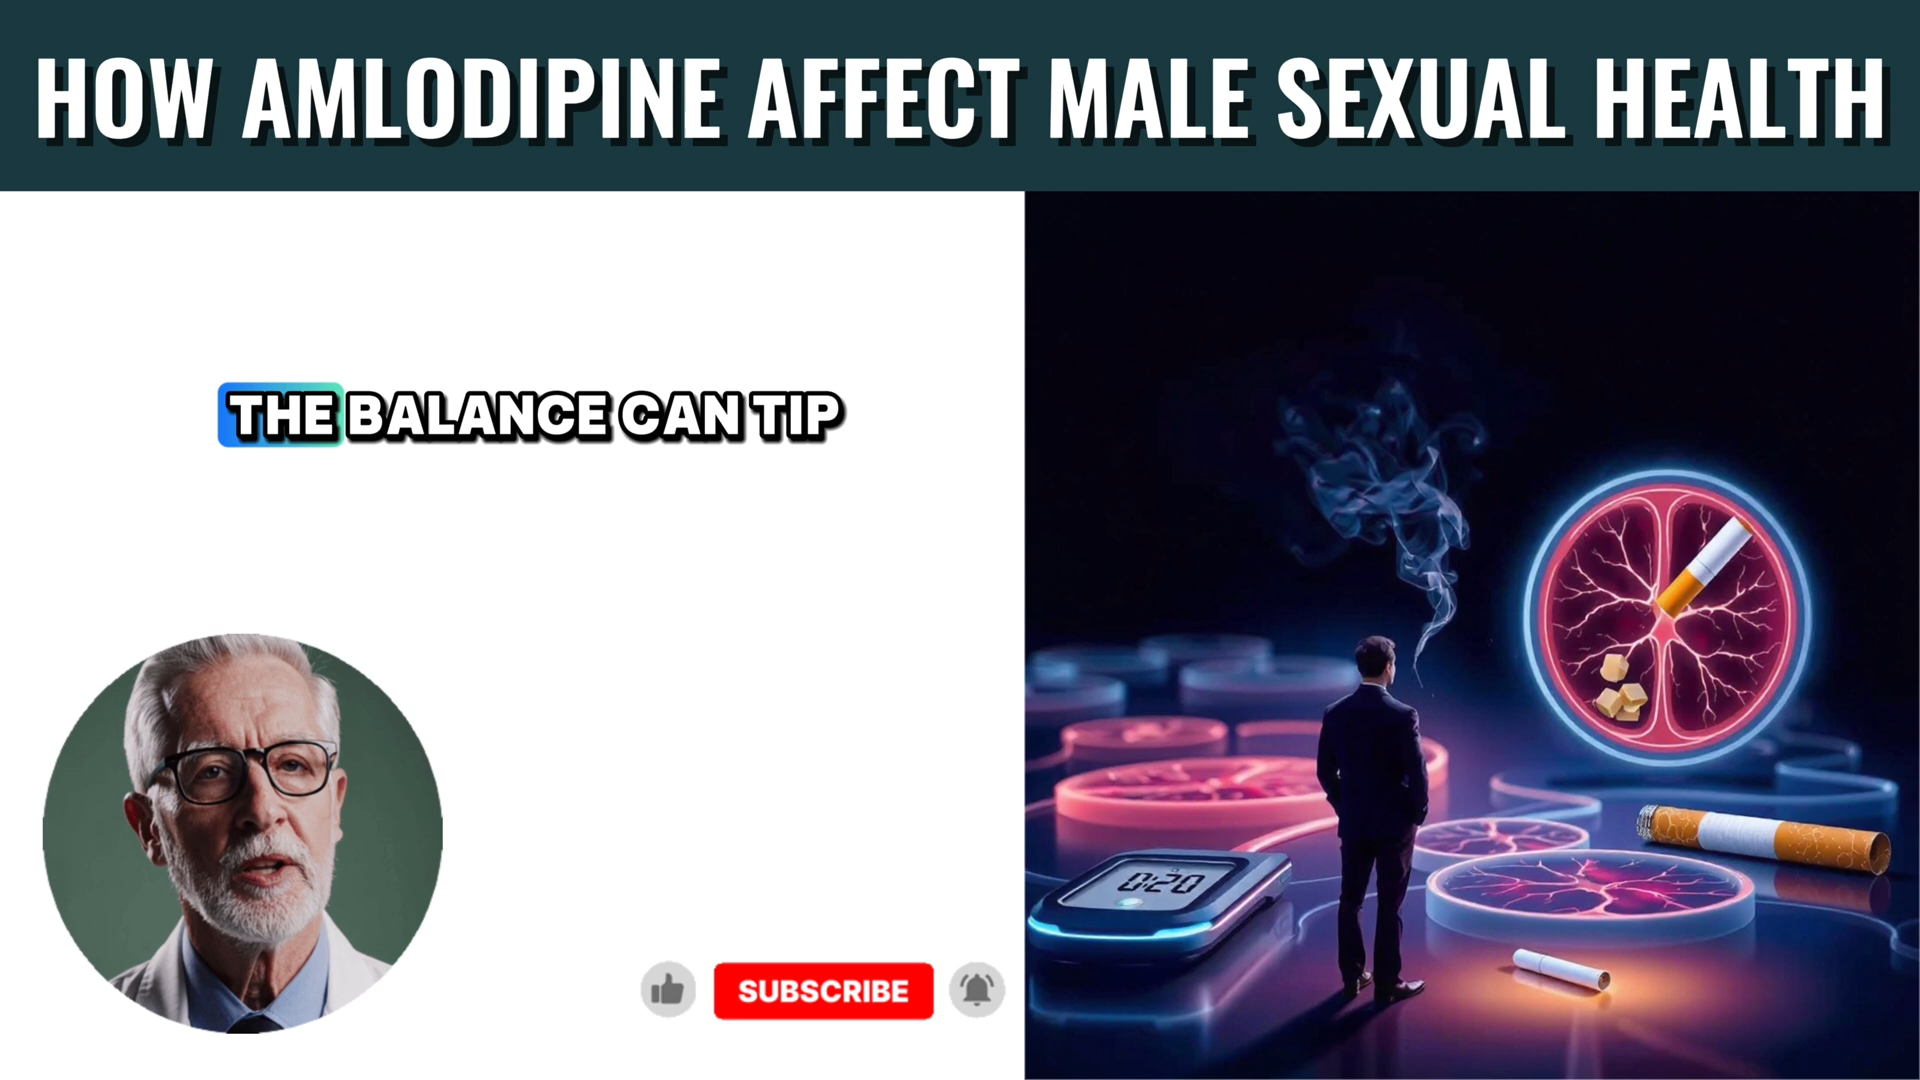 HOW AMLODIPINE AFFECT MALE SEXUAL HEALTH
THE BALANCE CAN TIP
SUBSCRIBE
0:20